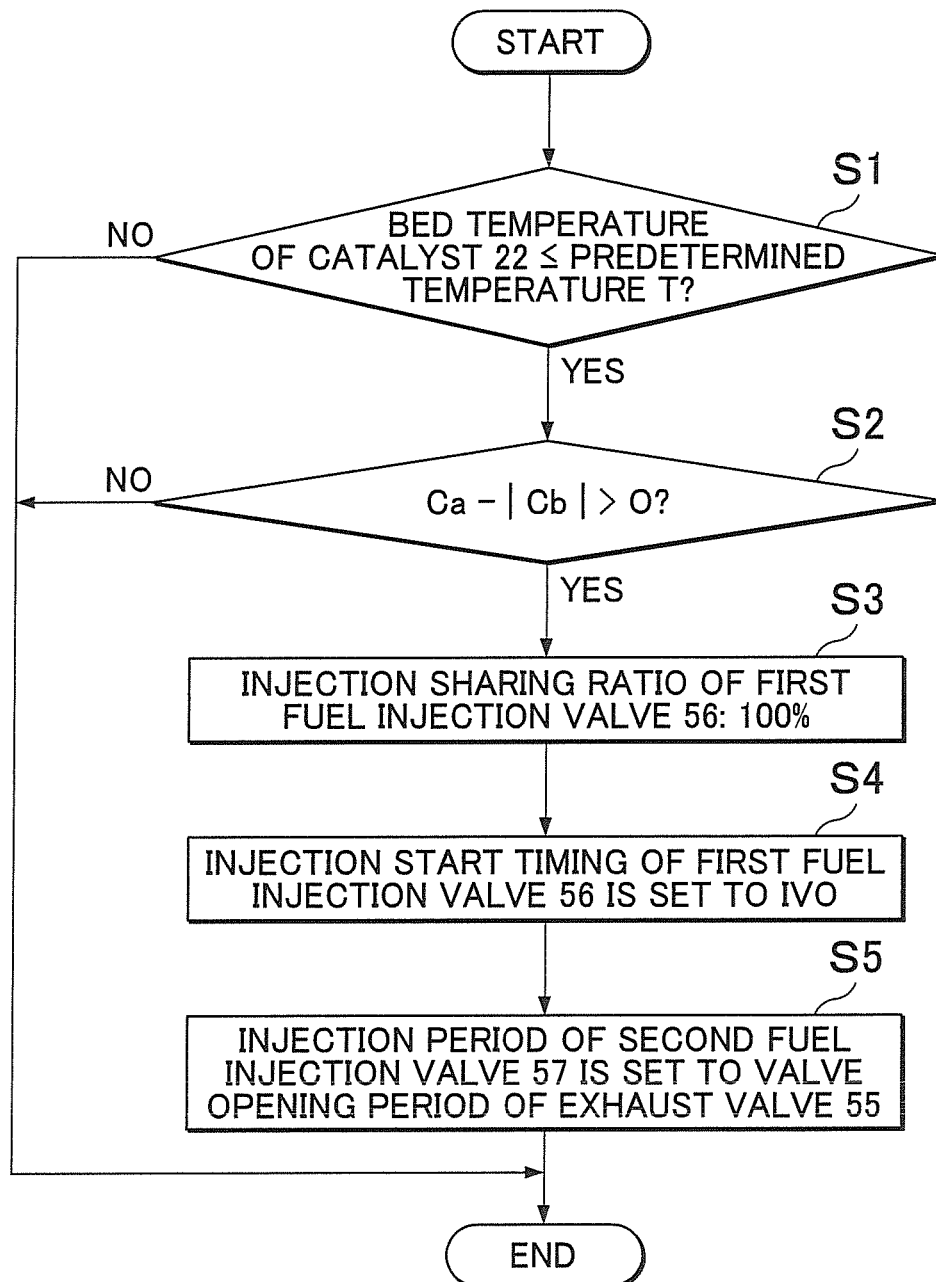 START
S1
BED TEMPERATURE
OF CATALYST 22 ≤ PREDETERMINED
TEMPERATURE T?
NO
YES
S2
Ca - | Cb | > O?
NO
YES
S3
INJECTION SHARING RATIO OF FIRST
FUEL INJECTION VALVE 56: 100%
S4
INJECTION START TIMING OF FIRST FUEL
INJECTION VALVE 56 IS SET TO IVO
S5
INJECTION PERIOD OF SECOND FUEL
INJECTION VALVE 57 IS SET TO VALVE
OPENING PERIOD OF EXHAUST VALVE 55
END